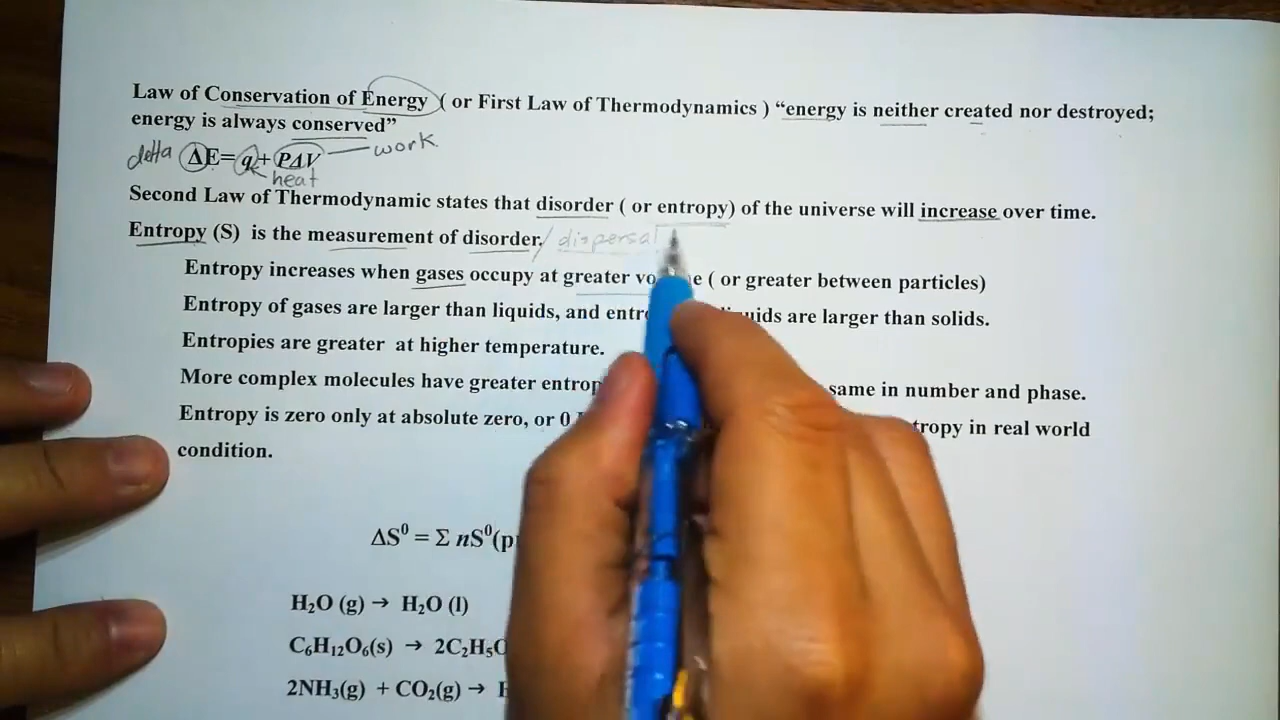 Law of Conservation of Energy ( or First Law of Thermodynamics ) “energy is neither created nor destroyed;
energy is always conserved”
delta ΔE= q+ PΔV — work
heat
Second Law of Thermodynamic states that disorder ( or entropy) of the universe will increase over time.
Entropy (S) is the measurement of disorder./ dispersal
Entropy increases when gases occupy at greater ( or greater between particles)
Entropy of gases are larger than liquids, and are larger than solids.
Entropies are greater at higher temperature.
More complex molecules have greater same in number and phase.
Entropy is zero only at absolute zero, or 0 in real world
condition.
ΔS⁰ = Σ nS⁰(p
H₂O (g) → H₂O (l)
C₆H₁₂O₆(s) → 2C₂H₅O
2NH₃(g) + CO₂(g) →